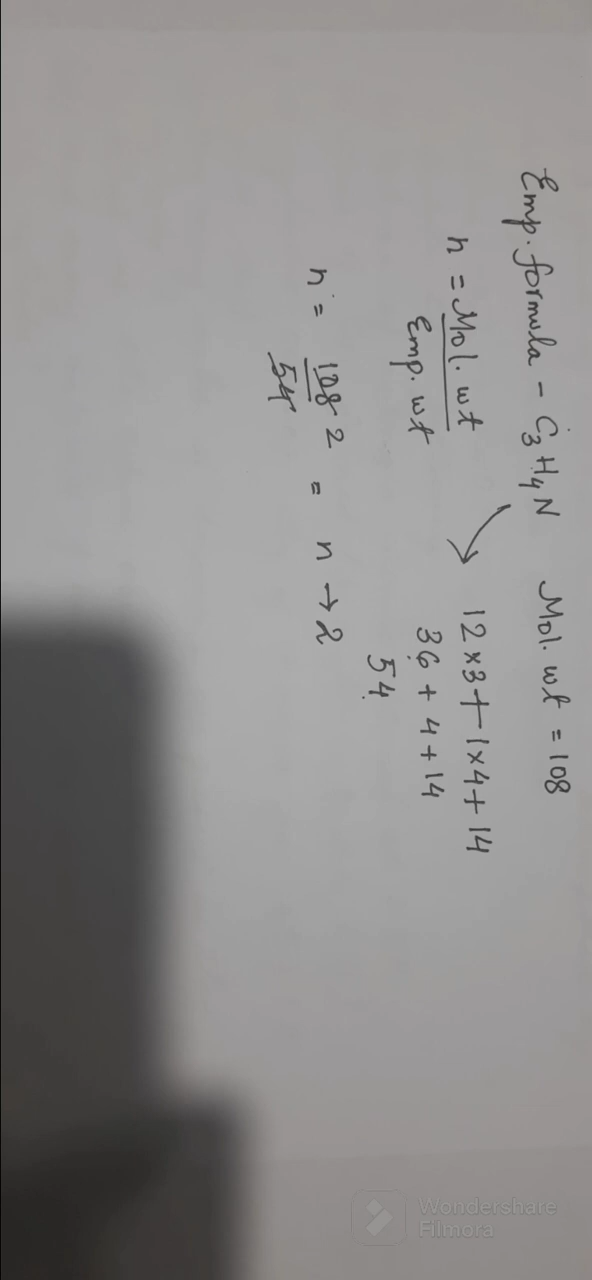 Emp. formula - C₃H₄N Mol. wt = 108
n = Mol. wt / Emp. wt → 12×3+1×4+14
36 + 4 + 14
54
n = 108 / 54 2 = n → 2
Wondershare
Filmora